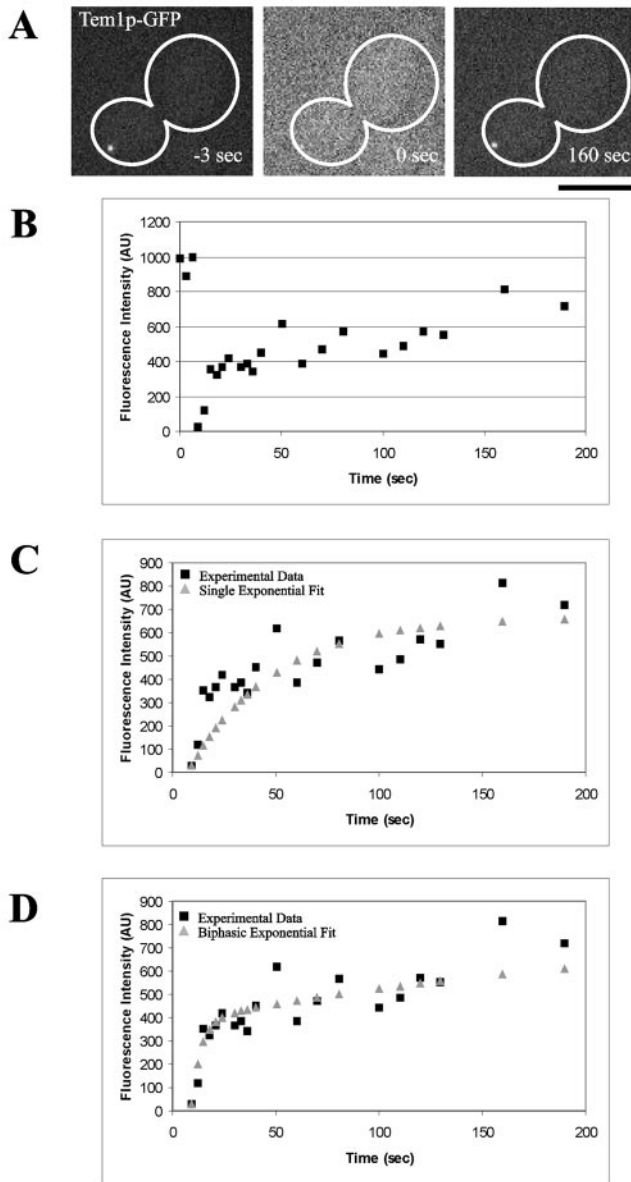 A
Tem1p-GFP
-3 sec
0 sec
160 sec
B
Fluorescence Intensity (AU)
1200
1000
800
600
400
200
0
0 50 100 150 200
Time (sec)
C
Fluorescence Intensity (AU)
900
800
700
600
500
400
300
200
100
0
Experimental Data
Single Exponential Fit
0 50 100 150 200
Time (sec)
D
Fluorescence Intensity (AU)
900
800
700
600
500
400
300
200
100
0
Experimental Data
Biphasic Exponential Fit
0 50 100 150 200
Time (sec)